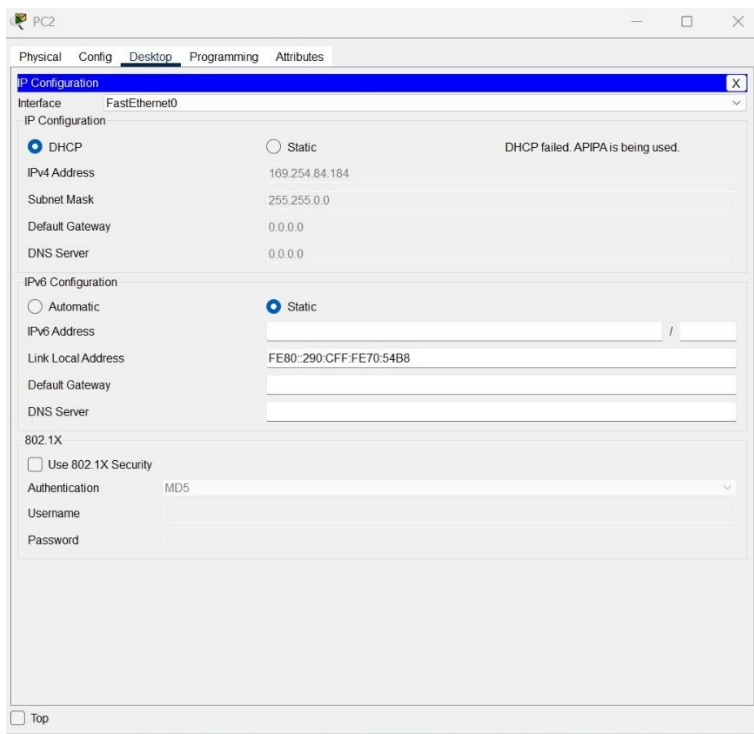 PC2
Physical Config Desktop Programming Attributes
IP Configuration X
Interface FastEthernet0
IP Configuration
DHCP Static DHCP failed. APIPA is being used.
IPv4 Address 169.254.84.184
Subnet Mask 255.255.0.0
Default Gateway 0.0.0.0
DNS Server 0.0.0.0
IPv6 Configuration
Automatic Static
IPv6 Address /
Link Local Address FE80::290:CFF:FE70:54B8
Default Gateway
DNS Server
802.1X
Use 802.1X Security
Authentication MD5
Username
Password
Top